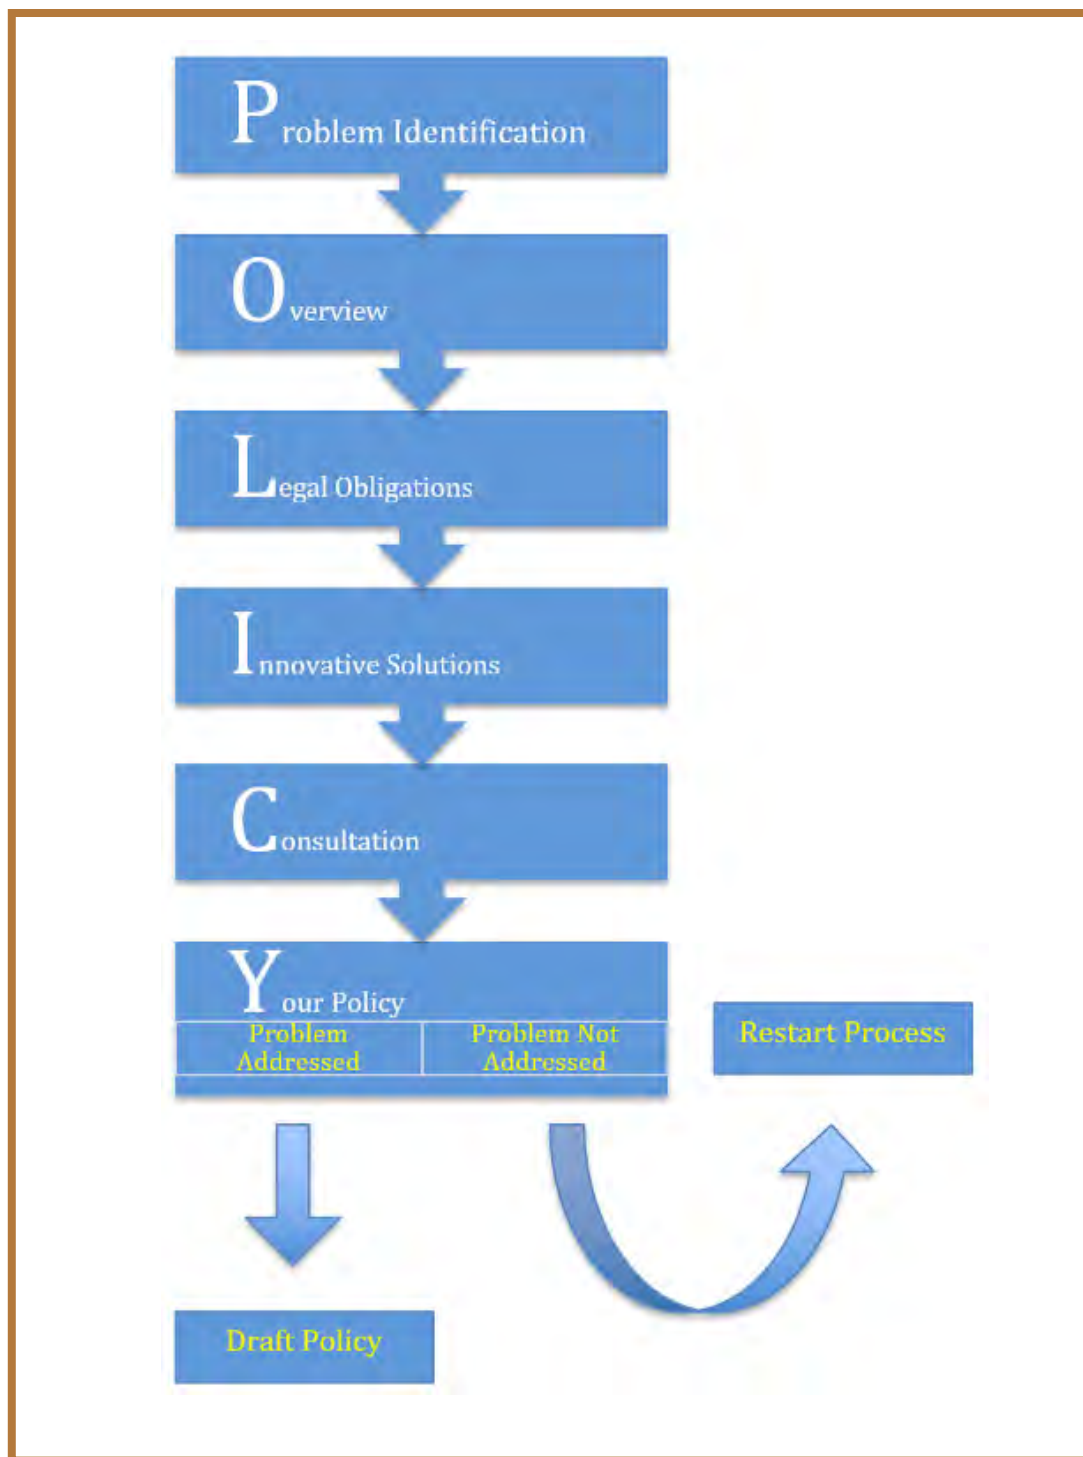 Problem Identification
Overview
Legal Obligations
Innovative Solutions
Consultation
Your Policy
Problem
Addressed
Problem Not
Addressed
Restart Process
Draft Policy